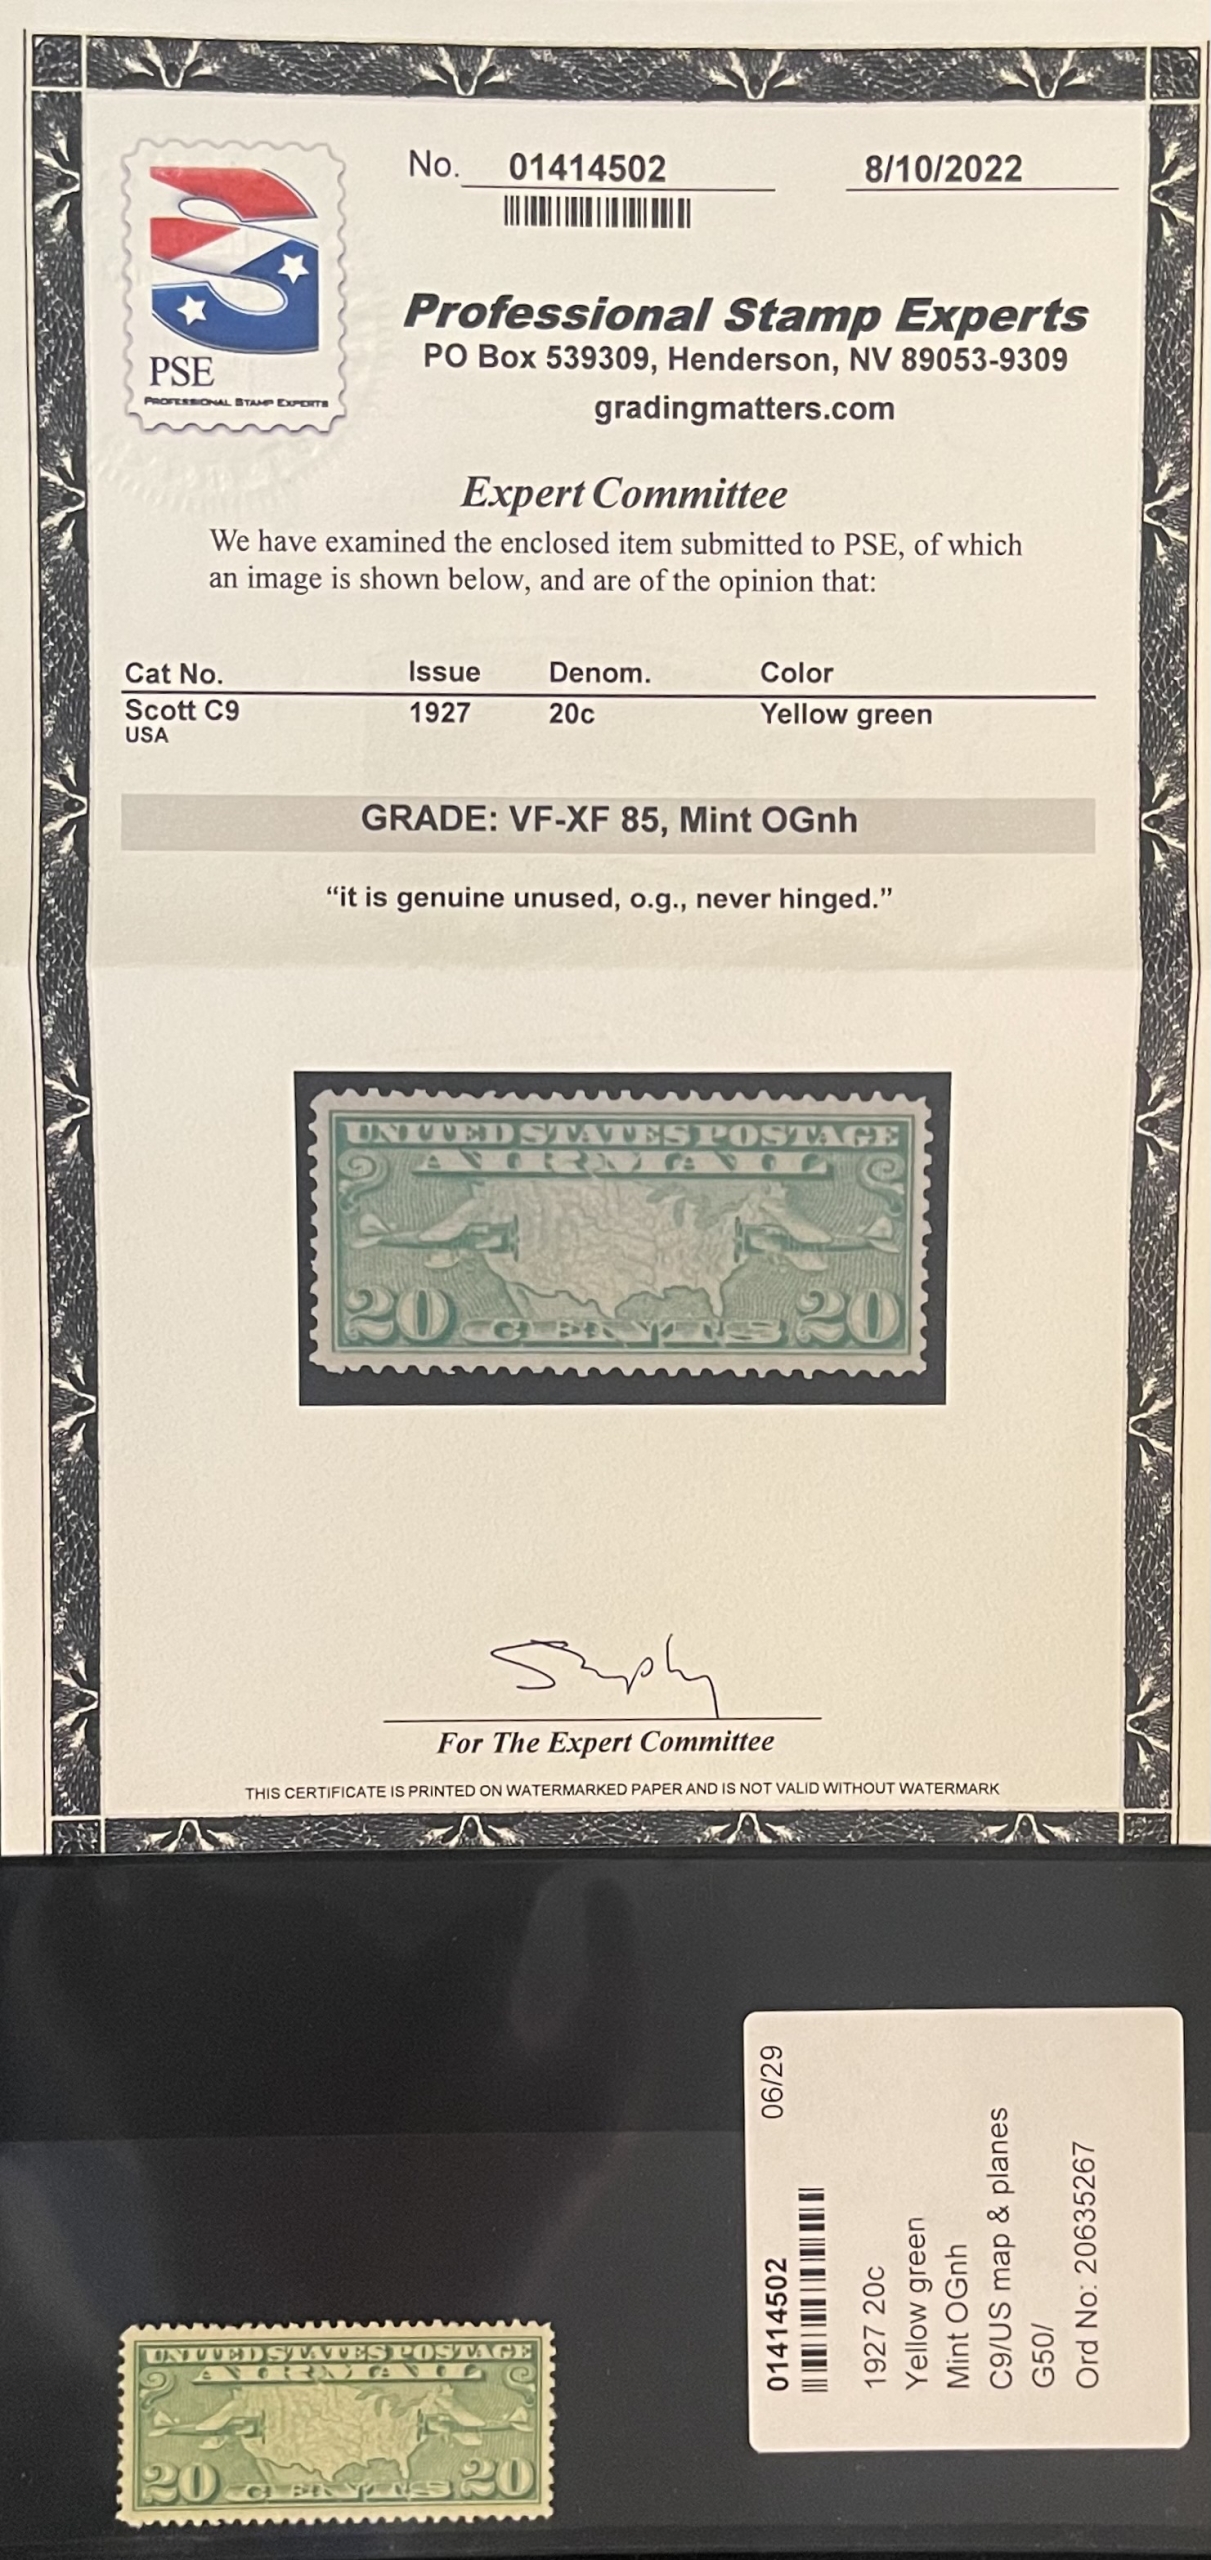 No. 01414502 8/10/2022
PSE
PROFESSIONAL STAMP EXPERTS
Professional Stamp Experts
PO Box 539309, Henderson, NV 89053-9309
gradingmatters.com
Expert Committee
We have examined the enclosed item submitted to PSE, of which
an image is shown below, and are of the opinion that:
Cat No. Issue Denom. Color
Scott C9 1927 20c Yellow green
USA
GRADE: VF-XF 85, Mint OGnh
“it is genuine unused, o.g., never hinged.”
UNITED STATES POSTAGE
AIR MAIL
20 CENTS 20
For The Expert Committee
THIS CERTIFICATE IS PRINTED ON WATERMARKED PAPER AND IS NOT VALID WITHOUT WATERMARK
01414502 06/29
1927 20c
Yellow green
Mint OGnh
C9/US map & planes
G50/
Ord No: 20635267
UNITED STATES POSTAGE
AIR MAIL
20 CENTS 20